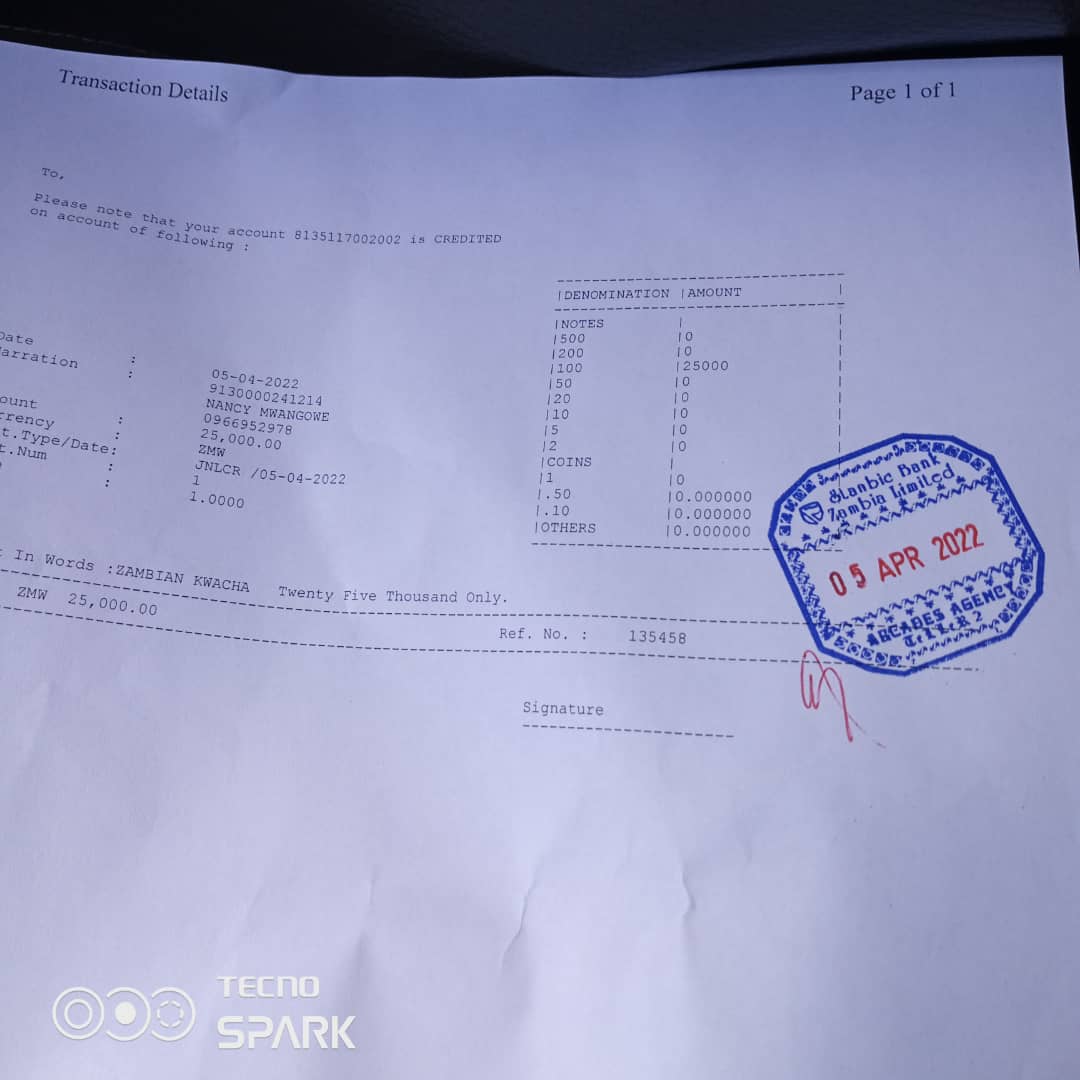 Transaction Details
Page 1 of 1
To,
Please note that your account 8135117002002 is CREDITED
on account of following :
Date :
arration :
05-04-2022
9130000241214
NANCY MWANGOWE
0966952978
ount :
25,000.00
rrency :
ZMW
t.Type/Date:
JNLCR /05-04-2022
t.Num :
1
:
1.0000
|DENOMINATION |AMOUNT |
|NOTES |
|500 |0
|200 |0
|100 |25000
|50 |0
|20 |0
|10 |0
|5 |0
|2 |0
|COINS |
|1 |0
|.50 |0.000000
|.10 |0.000000
|OTHERS |0.000000
Stanbic Bank
Zambia Limited
05 APR 2022
ARCADES AGENCY
TELLER 2
t In Words :ZAMBIAN KWACHA Twenty Five Thousand Only.
ZMW 25,000.00
Ref. No. : 135458
Signature
TECNO
SPARK